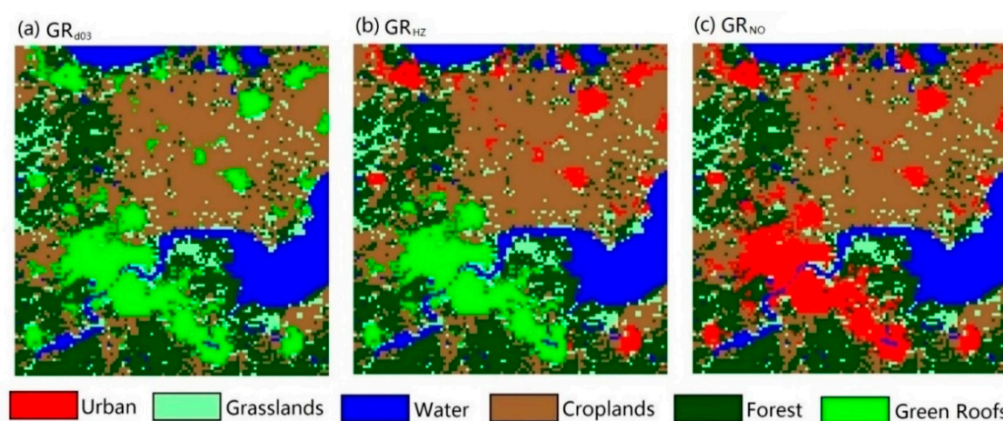 (a) GRd03
(b) GRHZ
(c) GRNO
Urban
Grasslands
Water
Croplands
Forest
Green Roofs